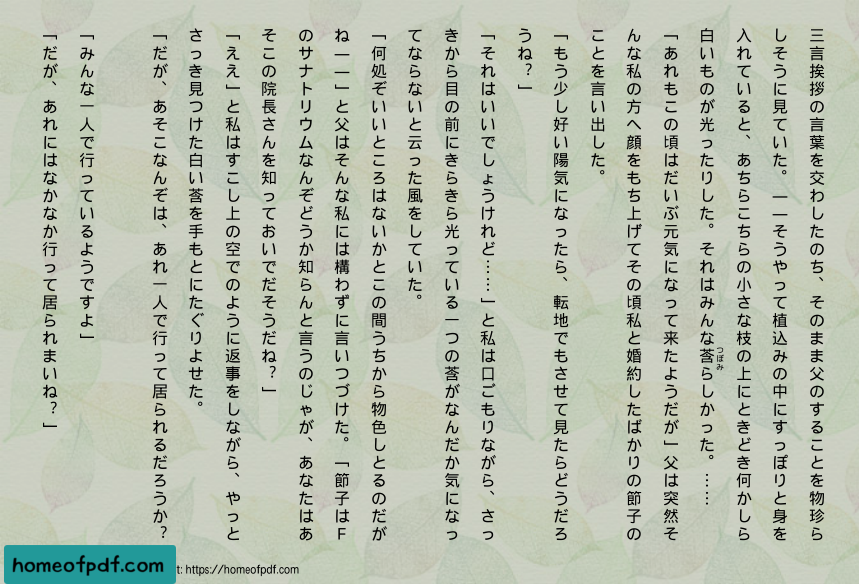 三言挨拶の言葉を交わしたのち、そのまま父のすることを物珍ら
しそうに見ていた。――そうやって植込みの中にすっぽりと身を
入れていると、あちらこちらの小さな枝の上にときどき何かしら
白いものが光ったりした。それはみんな莟らしかった。……
つぼみ
「あれもこの頃はだいぶ元気になって来たようだが」父は突然そ
んな私の方へ顔をもち上げてその頃私と婚約したばかりの節子の
ことを言い出した。
「もう少し好い陽気になったら、転地でもさせて見たらどうだろ
うね？」
「それはいいでしょうけれど……」と私は口ごもりながら、さっ
きから目の前にきらきら光っている一つの莟がなんだか気になっ
てならないと云った風をしていた。
「何処ぞいいところはないかとこの間うちから物色しとるのだが
ね――」と父はそんな私には構わずに言いつづけた。「節子はＦ
のサナトリウムなんぞどうか知らんと言うのじゃが、あなたはあ
そこの院長さんを知っておいでだそうだね？」
「ええ」と私はすこし上の空でのように返事をしながら、やっと
さっき見つけた白い莟を手もとにたぐりよせた。
「だが、あそこなんぞは、あれ一人で行って居られるだろうか？
「みんな一人で行っているようですよ」
「だが、あれにはなかなか行って居られまいね？」
homeofpdf.com
t: https://homeofpdf.com